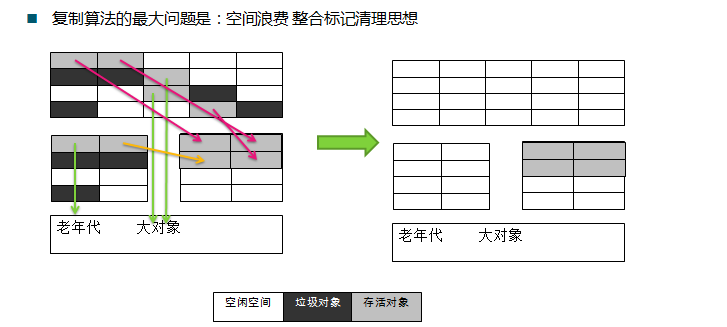 复制算法的最大问题是：空间浪费 整合标记清理思想
老年代 大对象
老年代 大对象
空闲空间 垃圾对象 存活对象